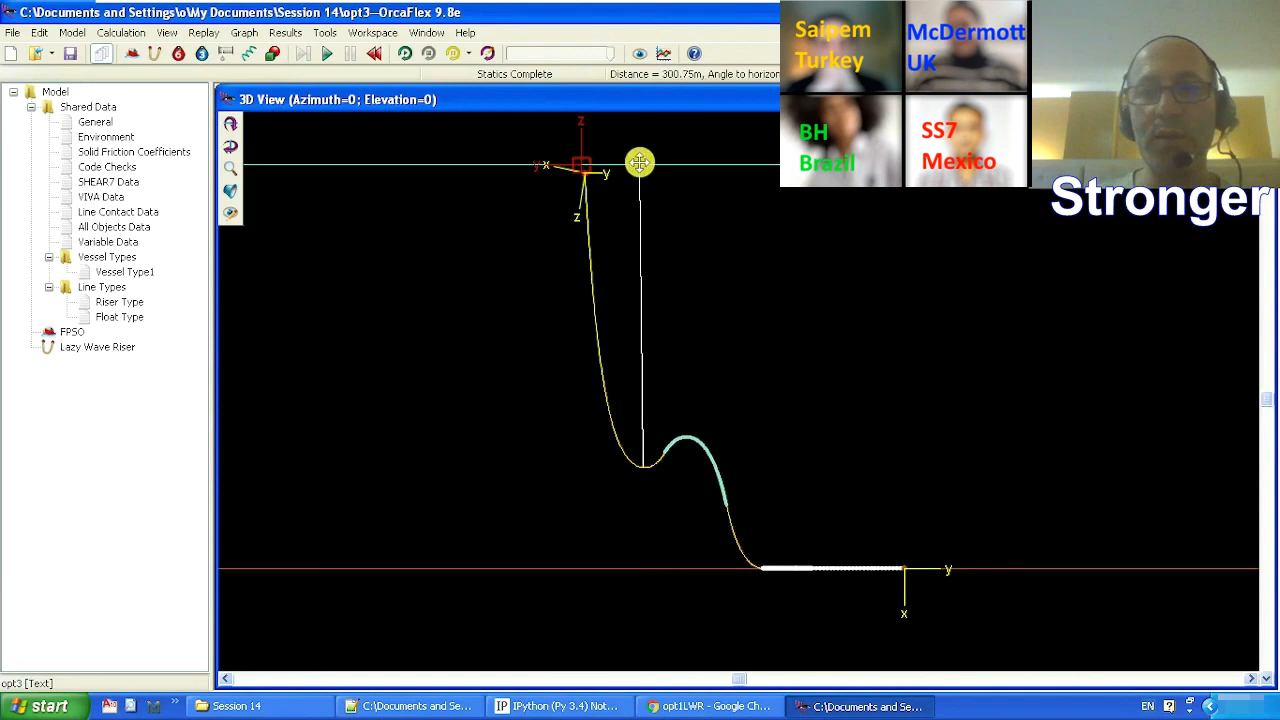 C:\Documents and Settings\o\My Documents\Session 14\opt3—OrcaFlex 9.8e
File Edit Model Calculation View Replay Graph Results Tools Workspace Window Help
Statics Complete
Distance = 300.75m, Angle to horizon
3D View (Azimuth=0; Elevation=0)
Model
Shared Data
General
Environment
Solid Friction Coefficients
Code Checks
SHEAR7 Data
VIVA Data
Line Contact Data
All Objects Data
Variable Data
Vessel Types
Vessel Type1
Line Types
Riser Type
Float Type
FPSO
Lazy Wave Riser
z
y
x
y
z
y
x
Saipem
Turkey
McDermott
UK
BH
Brazil
SS7
Mexico
Stronger
opt3 [Text]
start
Session 14
C:\Documents and Se...
IPython (Py 3.4) Not...
opt1LWR - Google Ch...
C:\Documents and Se...
EN